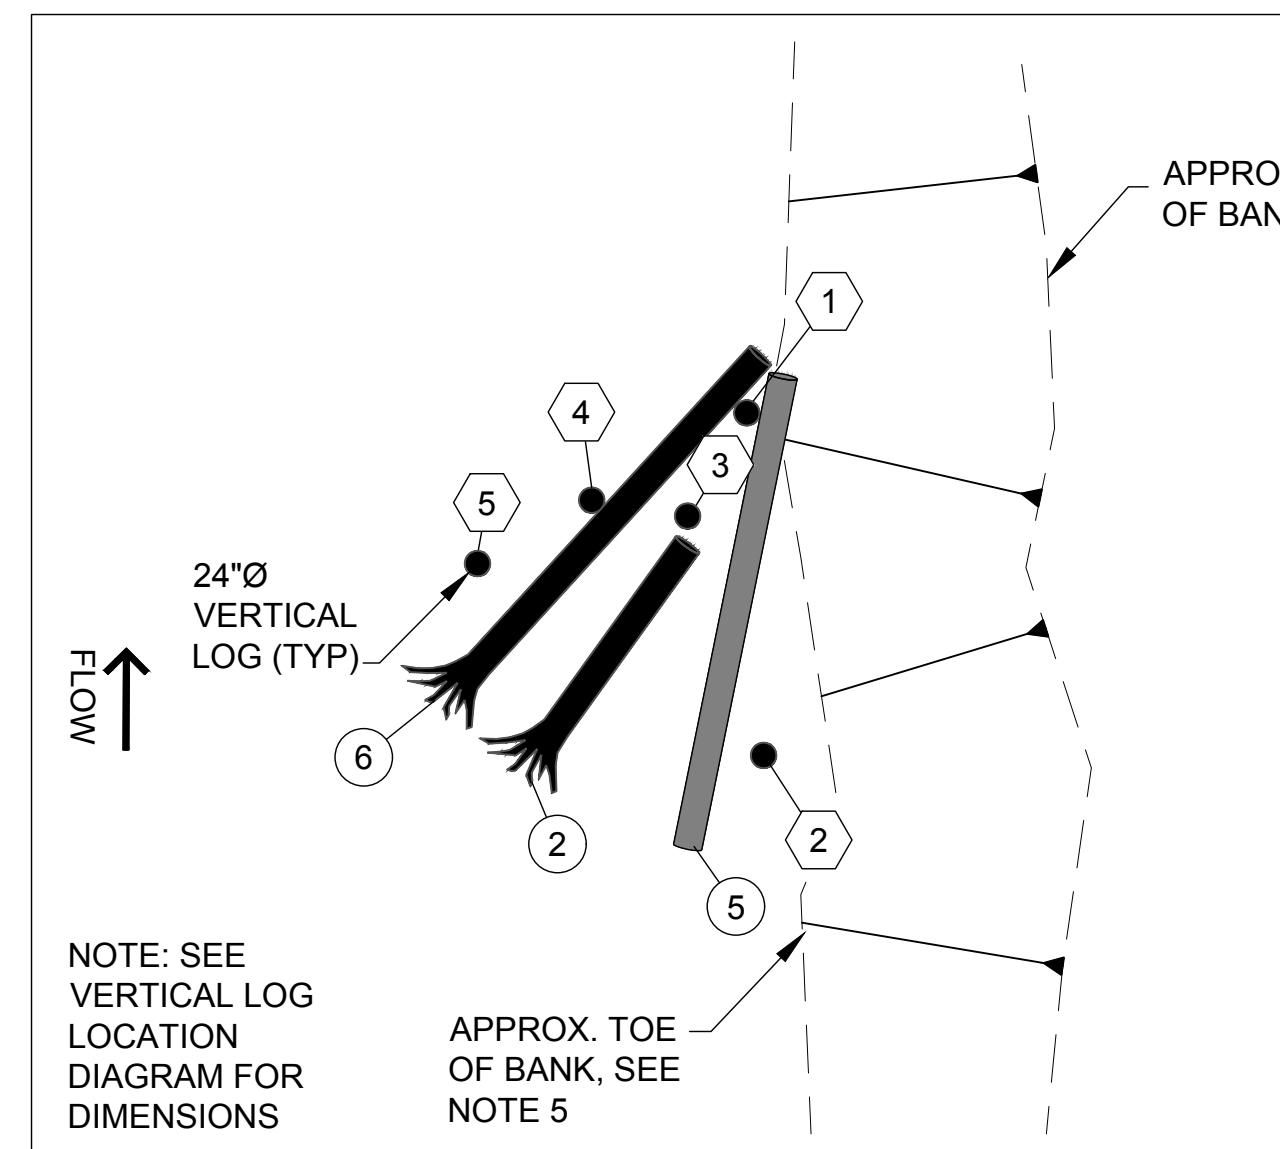 APPRO
OF BAN
1
4
3
5
24"Ø
VERTICAL
LOG (TYP)
FLOW
6
2
2
5
NOTE: SEE
VERTICAL LOG
LOCATION
DIAGRAM FOR
DIMENSIONS
APPROX. TOE
OF BANK, SEE
NOTE 5